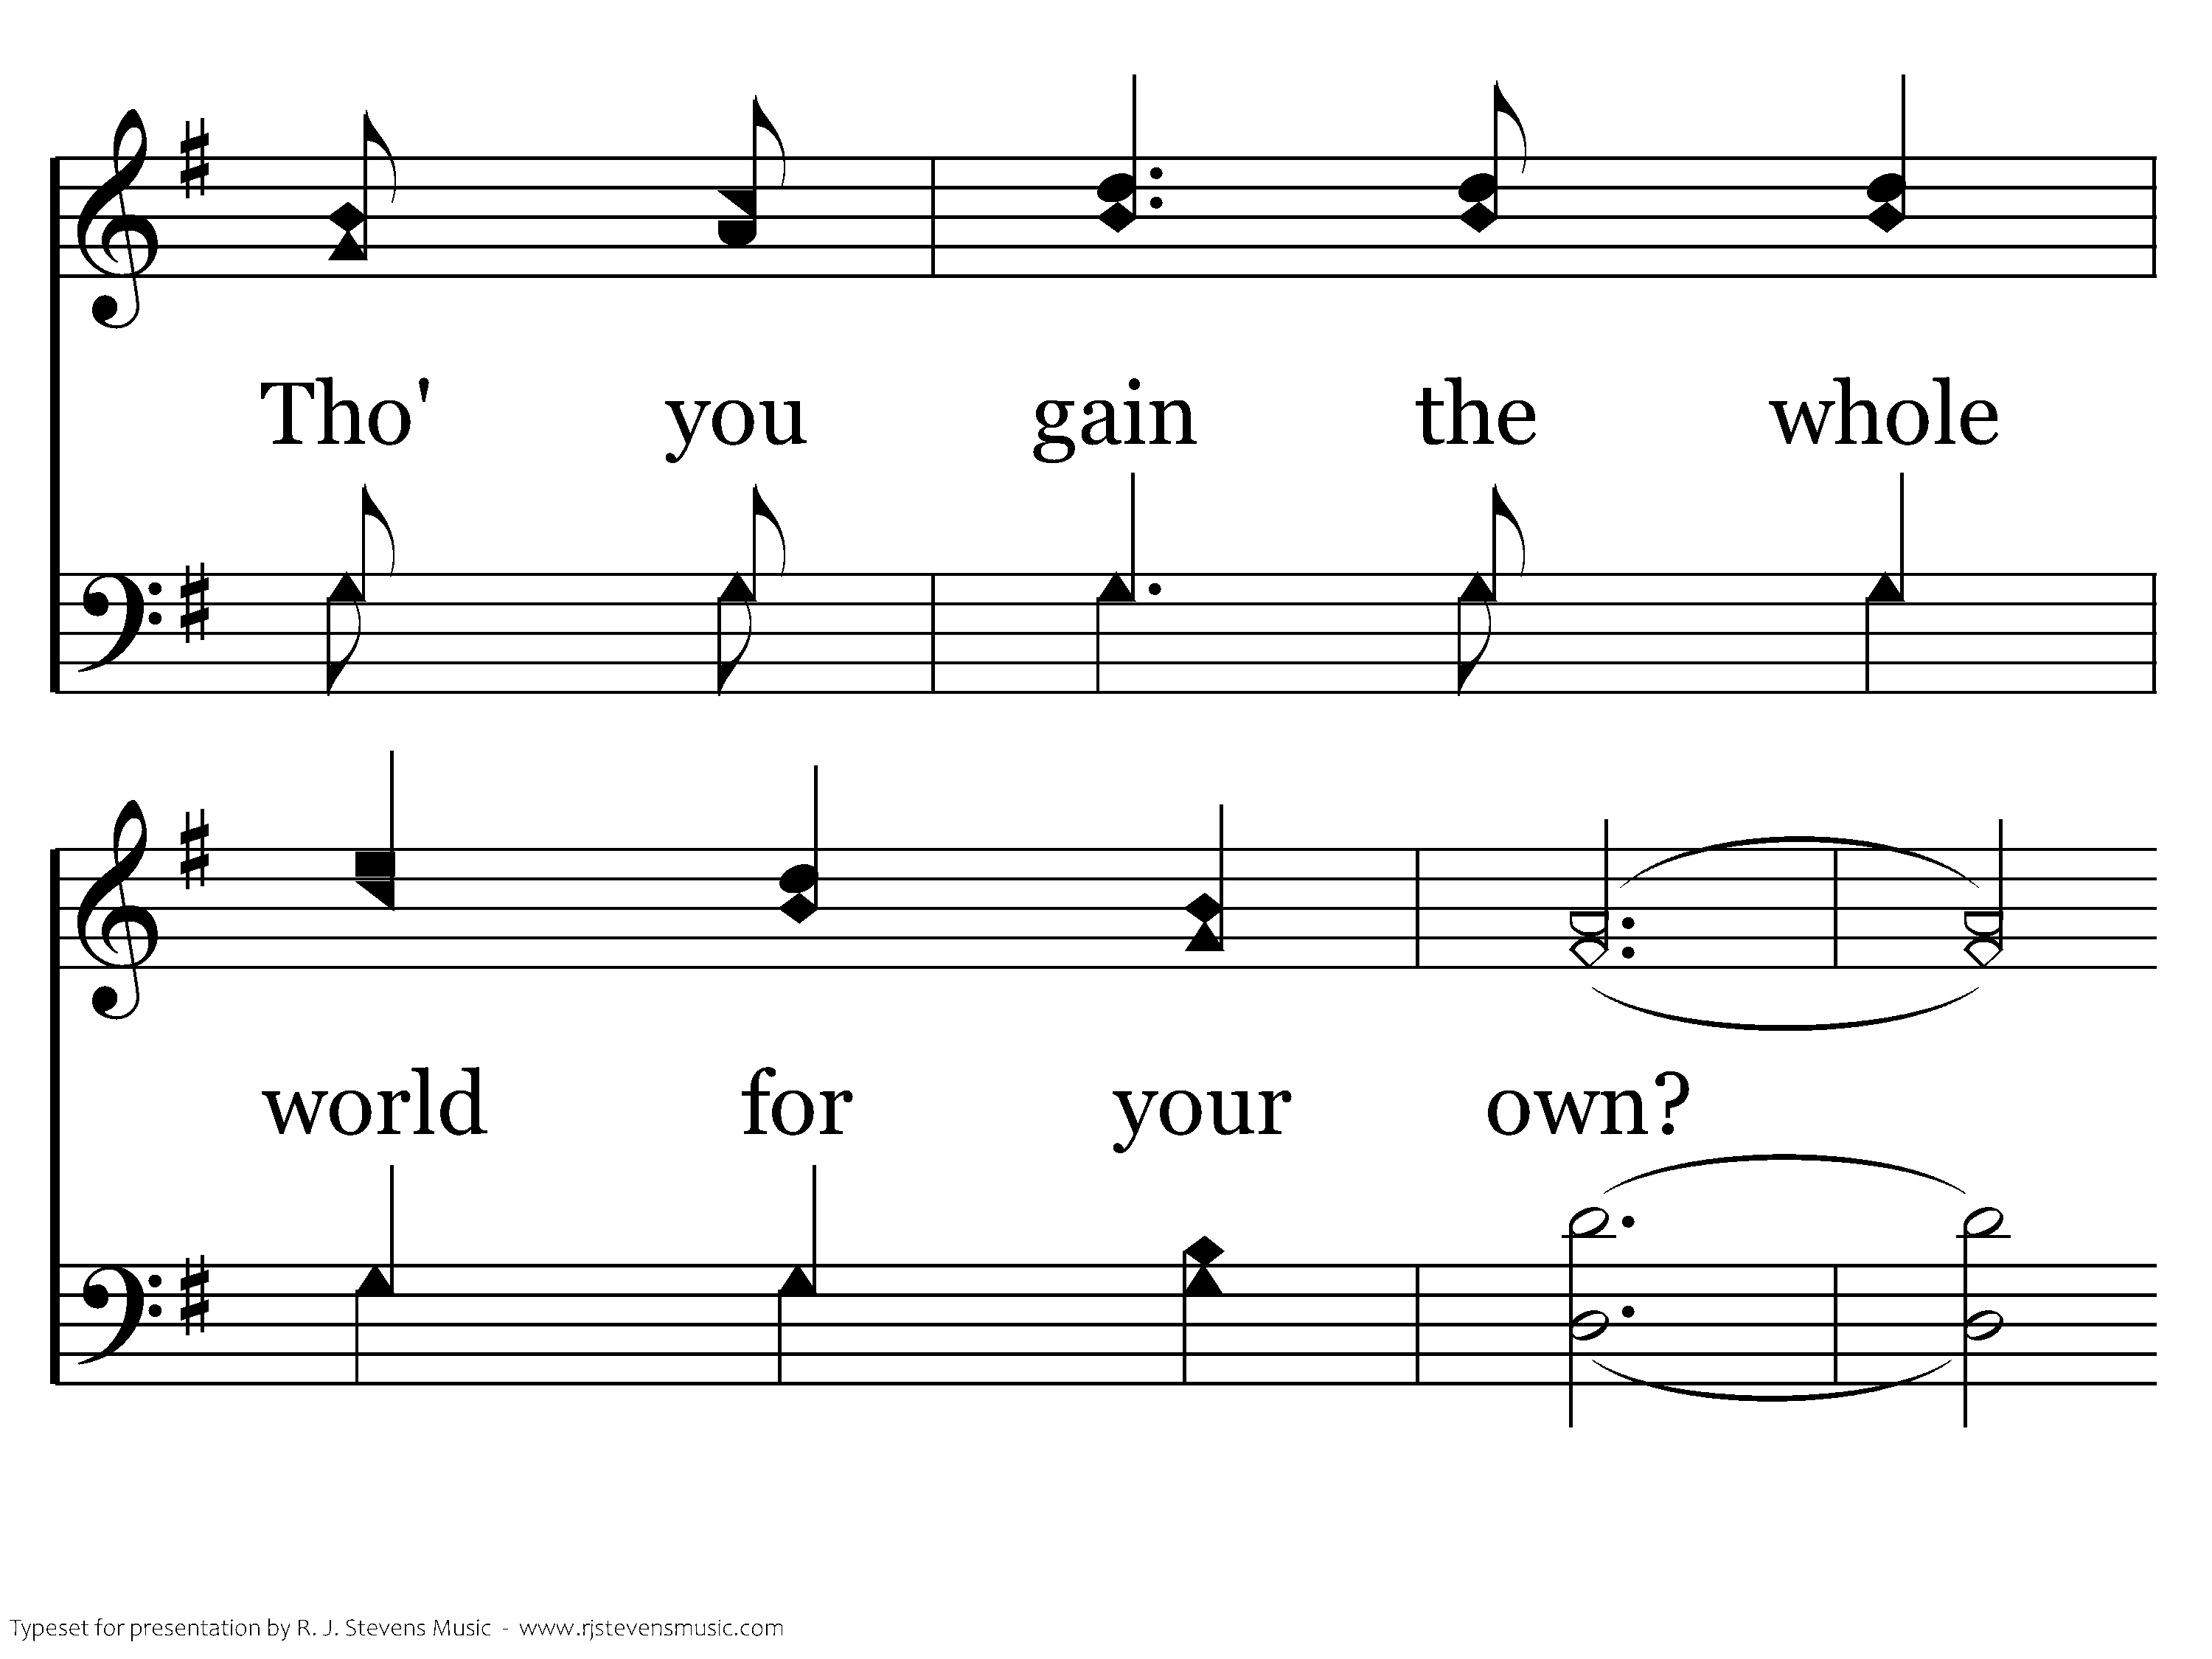 Tho' you gain the whole
world for your own?
Typeset for presentation by R. J. Stevens Music - www.rjstevensmusic.com